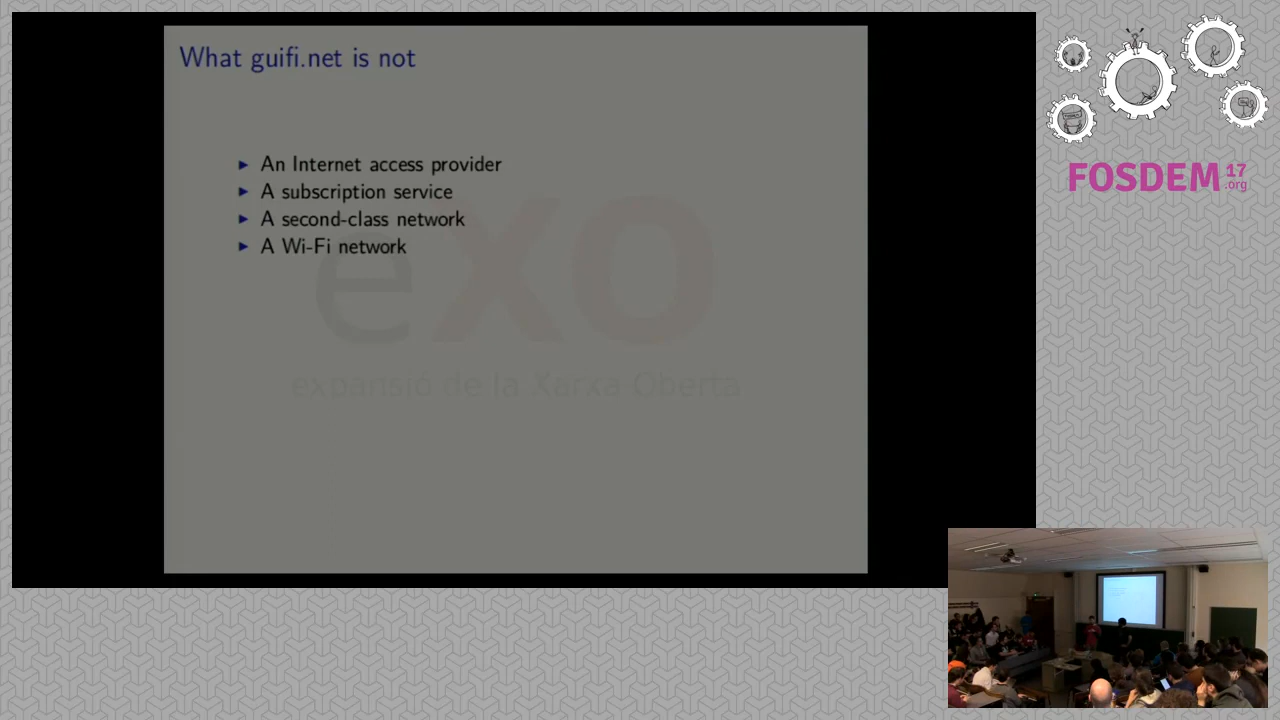 What guifi.net is not
An Internet access provider
A subscription service
A second-class network
A Wi-Fi network
exo
expansió de la Xarxa Oberta
FOSDEM 17
.org